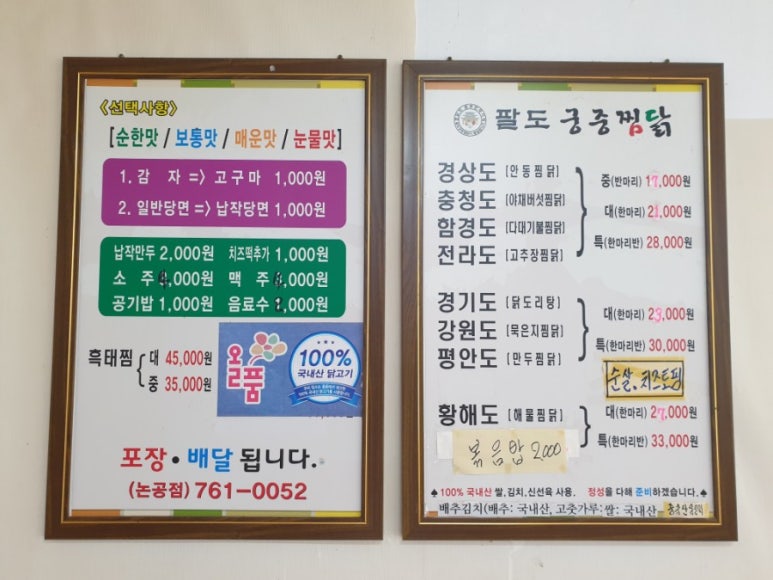 <선택사항>
[순한맛 / 보통맛 / 매운맛 / 눈물맛]
1. 감 자 => 고구마 1,000원
2. 일반당면 => 납작당면 1,000원
납작만두 2,000원 치즈떡추가 1,000원
소 주 4,000원 맥 주 4,000원
공기밥 1,000원 음료수 2,000원
흑태찜 대 45,000원
중 35,000원
올품
100%
국내산 닭고기
포장 • 배달 됩니다.
(논공점) 761-0052
팔도 궁중찜닭
경상도 [안동찜닭] 중(반마리) 17,000원
충청도 [야채버섯찜닭]
대(한마리) 21,000원
함경도 [다대기불찜닭]
특(한마리반) 28,000원
전라도 [고추장찜닭]
경기도 [닭도리탕]
대(한마리) 23,000원
강원도 [묵은지찜닭]
특(한마리반) 30,000원
평안도 [만두찜닭]
순살, 치즈토핑
황해도 [해물찜닭] 대(한마리) 27,000원
특(한마리반) 33,000원
볶음밥 2000
♠ 100% 국내산 쌀,김치,신선육 사용. 정성을 다해 준비하겠습니다.♠
배추김치(배추: 국내산, 고춧가루:쌀: 국내산